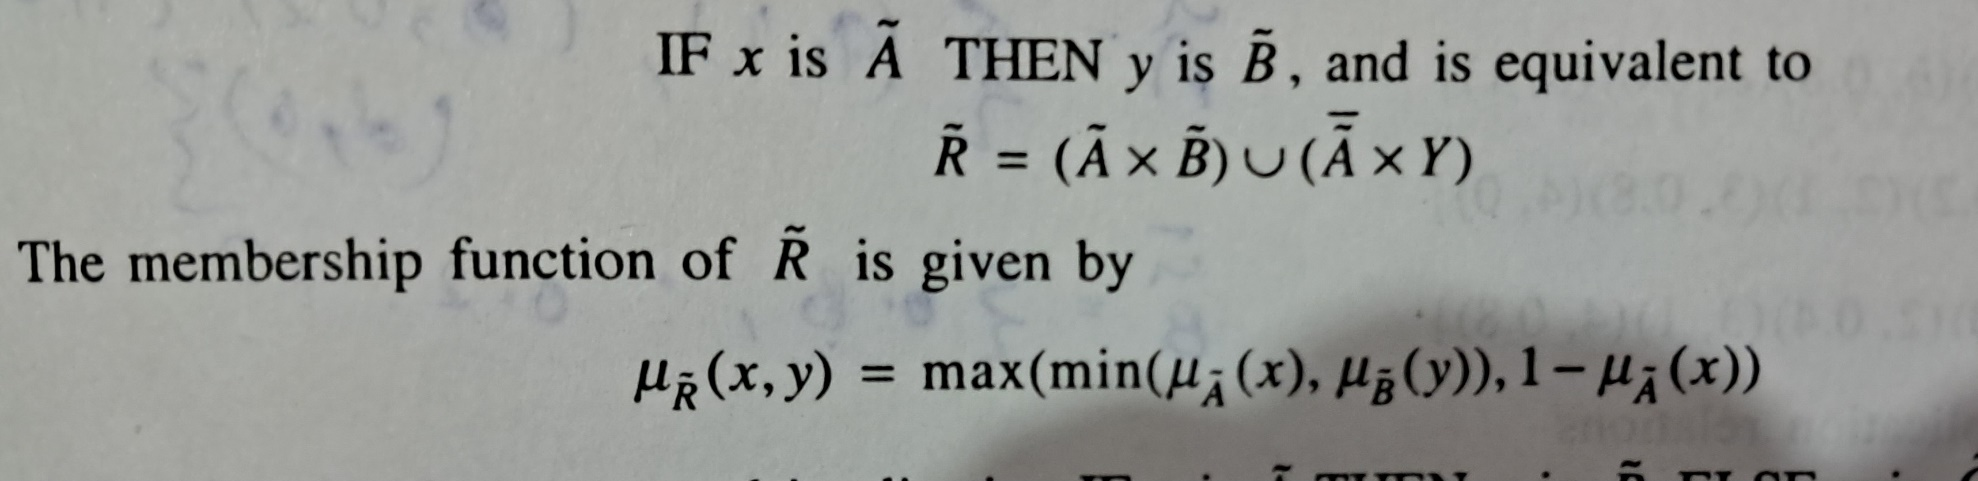 IF x is Ã THEN y is B̃, and is equivalent to
R̃ = (Ã × B̃) ∪ (Ã̅ × Y)
The membership function of R̃ is given by
μ_R̃(x, y) = max(min(μ_Ã(x), μ_B̃(y)), 1 − μ_Ã(x))